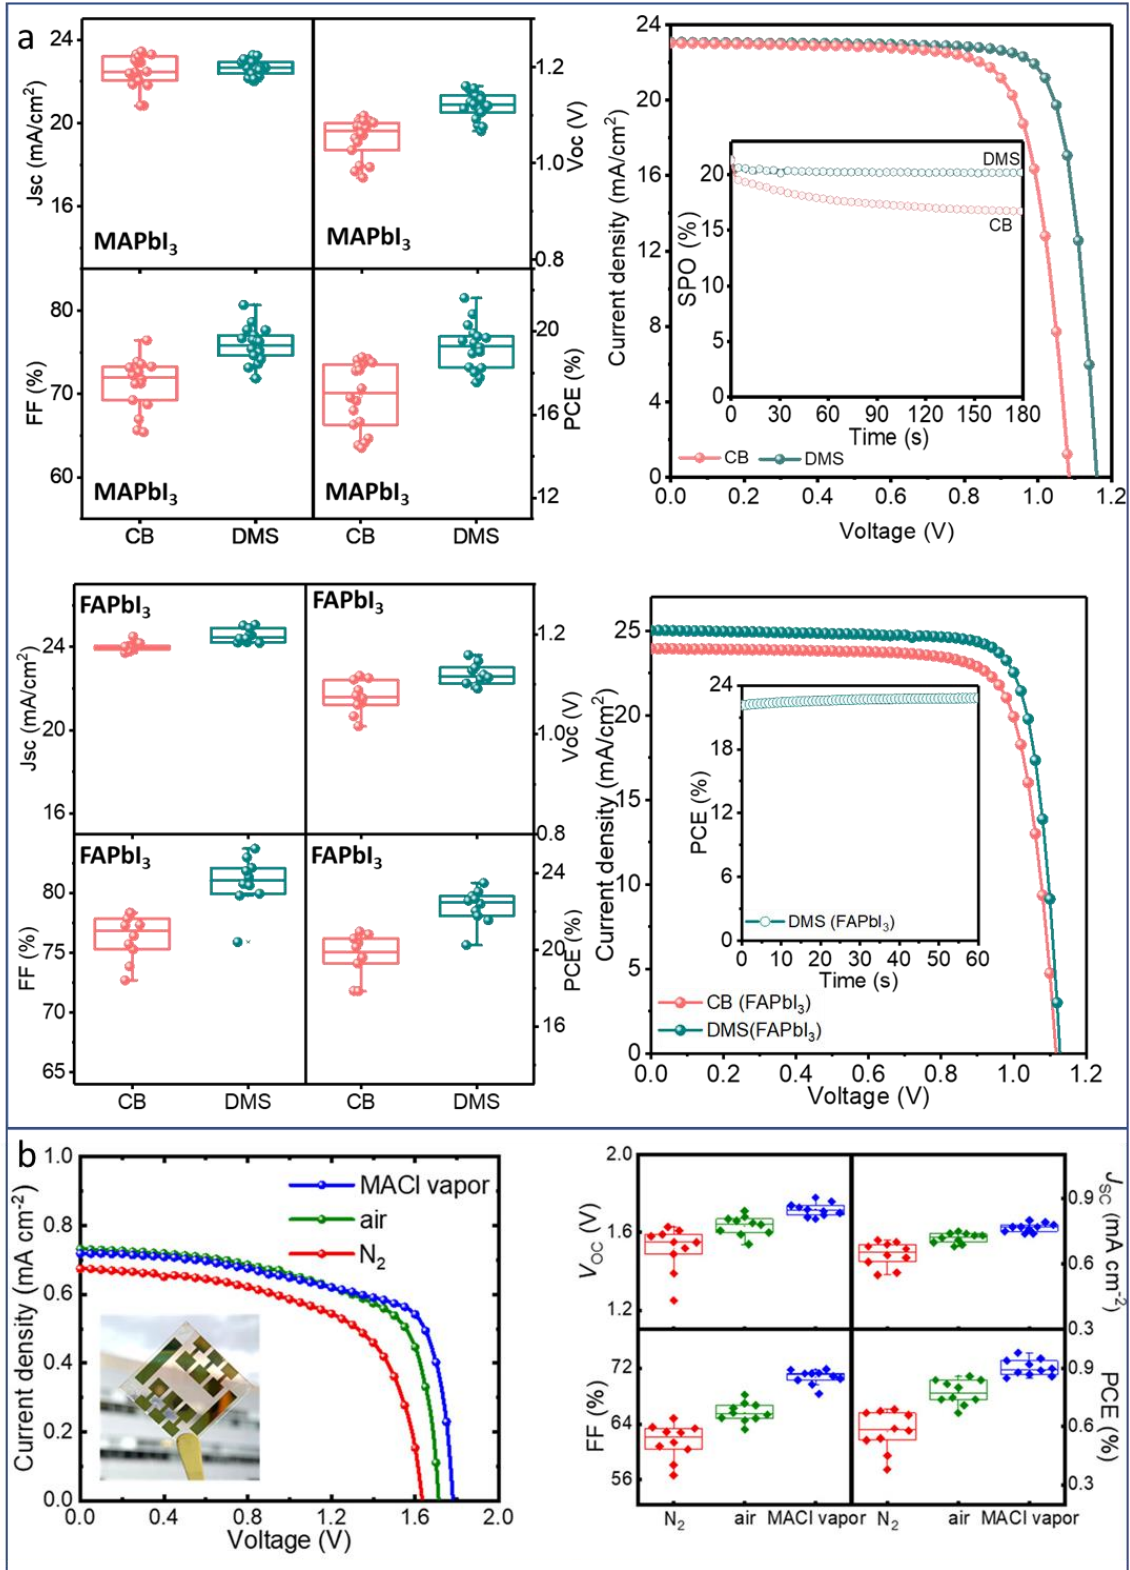 a
24
20
16
Jsc (mA/cm²)
MAPbI₃
1.2
1.0
0.8
Voc (V)
MAPbI₃
80
70
60
FF (%)
MAPbI₃
20
16
12
PCE (%)
MAPbI₃
CB DMS CB DMS
24
20
16
12
8
4
0
Current density (mA/cm²)
20
15
10
5
0
SPO (%)
DMS
CB
0 30 60 90 120 150 180
Time (s)
CB DMS
0.0 0.2 0.4 0.6 0.8 1.0 1.2
Voltage (V)
FAPbI₃
24
20
16
Jsc (mA/cm²)
FAPbI₃
1.2
1.0
0.8
Voc (V)
FAPbI₃
80
75
70
65
FF (%)
FAPbI₃
24
20
16
PCE (%)
CB DMS CB DMS
25
20
15
10
5
0
Current density (mA/cm²)
24
18
12
6
0
PCE (%)
DMS (FAPbI₃)
0 10 20 30 40 50 60
Time (s)
CB (FAPbI₃)
DMS(FAPbI₃)
0.0 0.2 0.4 0.6 0.8 1.0 1.2
Voltage (V)
b
1.0
0.8
0.6
0.4
0.2
0.0
Current density (mA cm⁻²)
MACl vapor
air
N₂
0.0 0.4 0.8 1.2 1.6 2.0
Voltage (V)
2.0
1.6
1.2
V_OC (V)
0.9
0.6
0.3
J_SC (mA cm⁻²)
72
64
56
FF (%)
0.9
0.6
0.3
PCE (%)
N₂ air MACl vapor N₂ air MACl vapor